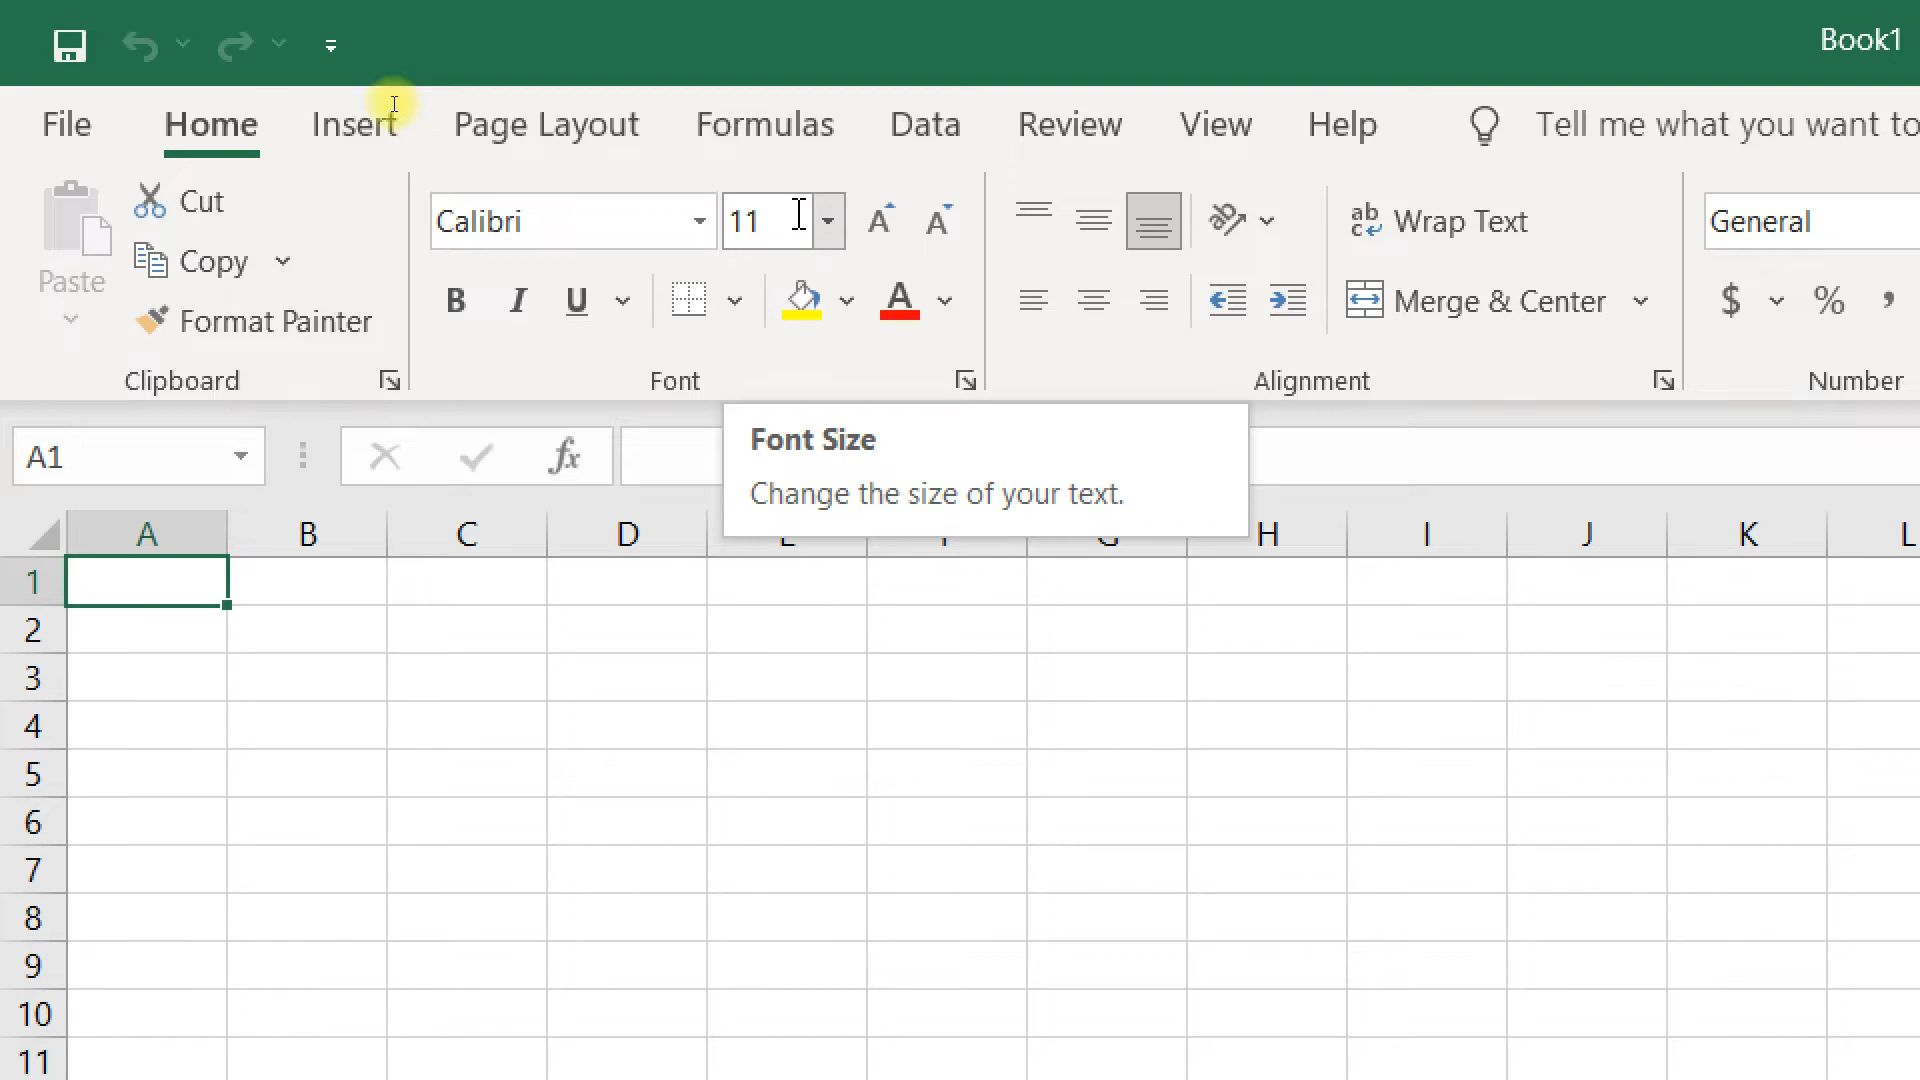 Book1
File Home Insert Page Layout Formulas Data Review View Help Tell me what you want to
Paste
Cut
Copy
Format Painter
Clipboard
Calibri 11 A A
B I U A
Font
ab
Wrap Text
Merge & Center
Alignment
General
$ % ,
Number
A1 fx
Font Size
Change the size of your text.
A B C D H I J K L
1
2
3
4
5
6
7
8
9
10
11